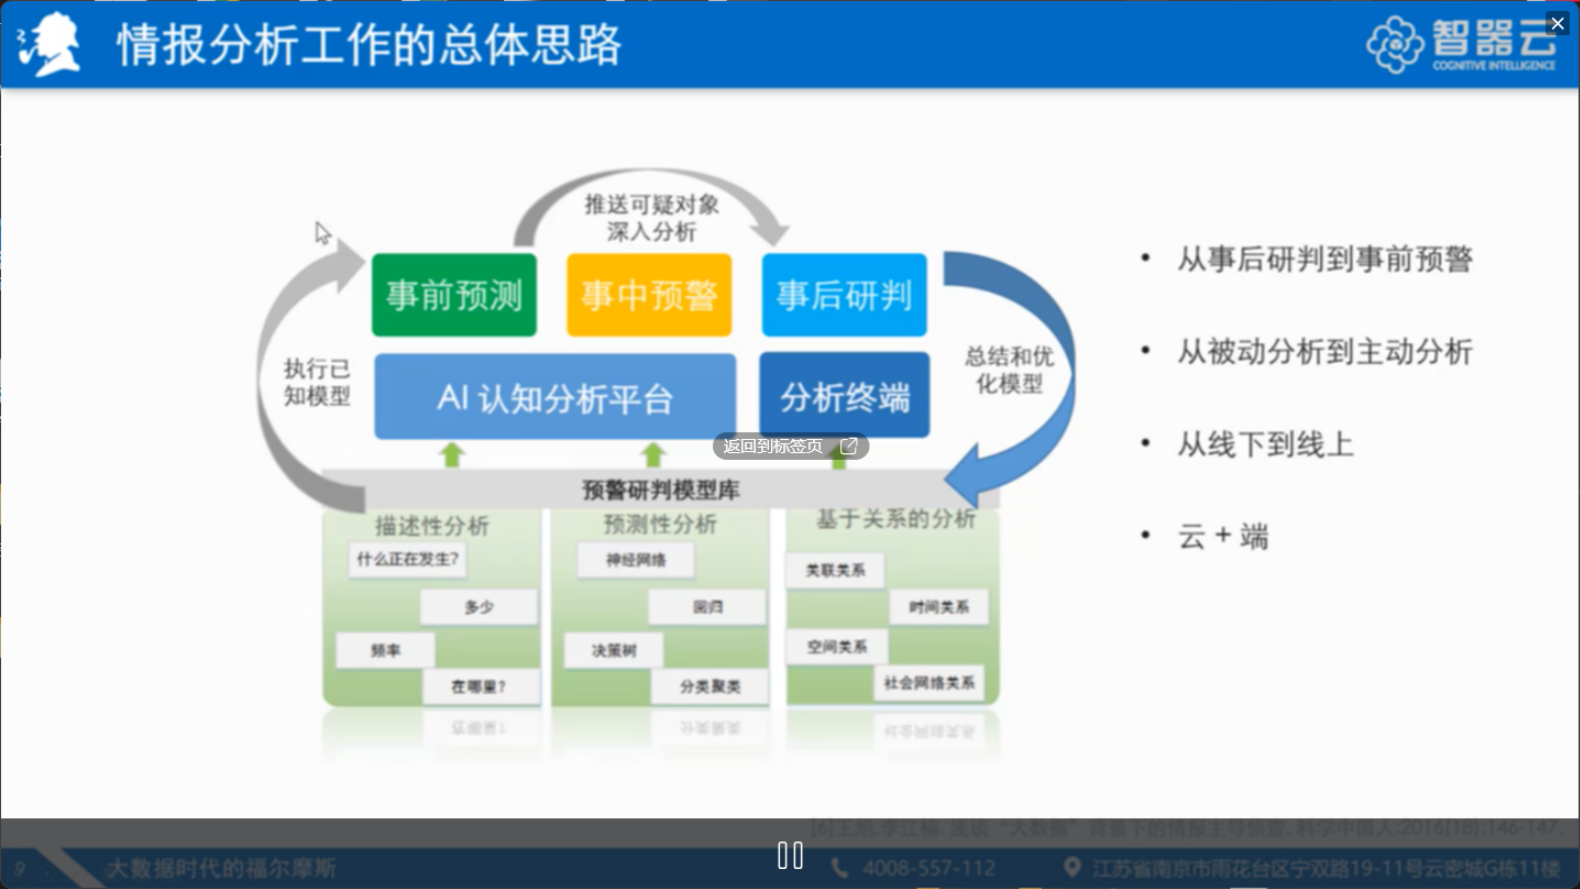 情报分析工作的总体思路
智器云
COGNITIVE INTELLIGENCE
推送可疑对象
深入分析
事前预测
事中预警
事后研判
执行已
知模型
AI 认知分析平台
分析终端
总结和优
化模型
返回到标签页
预警研判模型库
描述性分析
什么正在发生?
多少
频率
在哪里?
预测性分析
神经网络
回归
决策树
分类聚类
基于关系的分析
关联关系
时间关系
空间关系
社会网络关系
• 从事后研判到事前预警
• 从被动分析到主动分析
• 从线下到线上
• 云 + 端
[6]王旭,李江楠. 浅谈“大数据”背景下的情报主导侦查. 科学中国人:2016(18):146-147.
9
大数据时代的福尔摩斯
4008-557-112
江苏省南京市雨花台区宁双路19-11号云密城G栋11楼